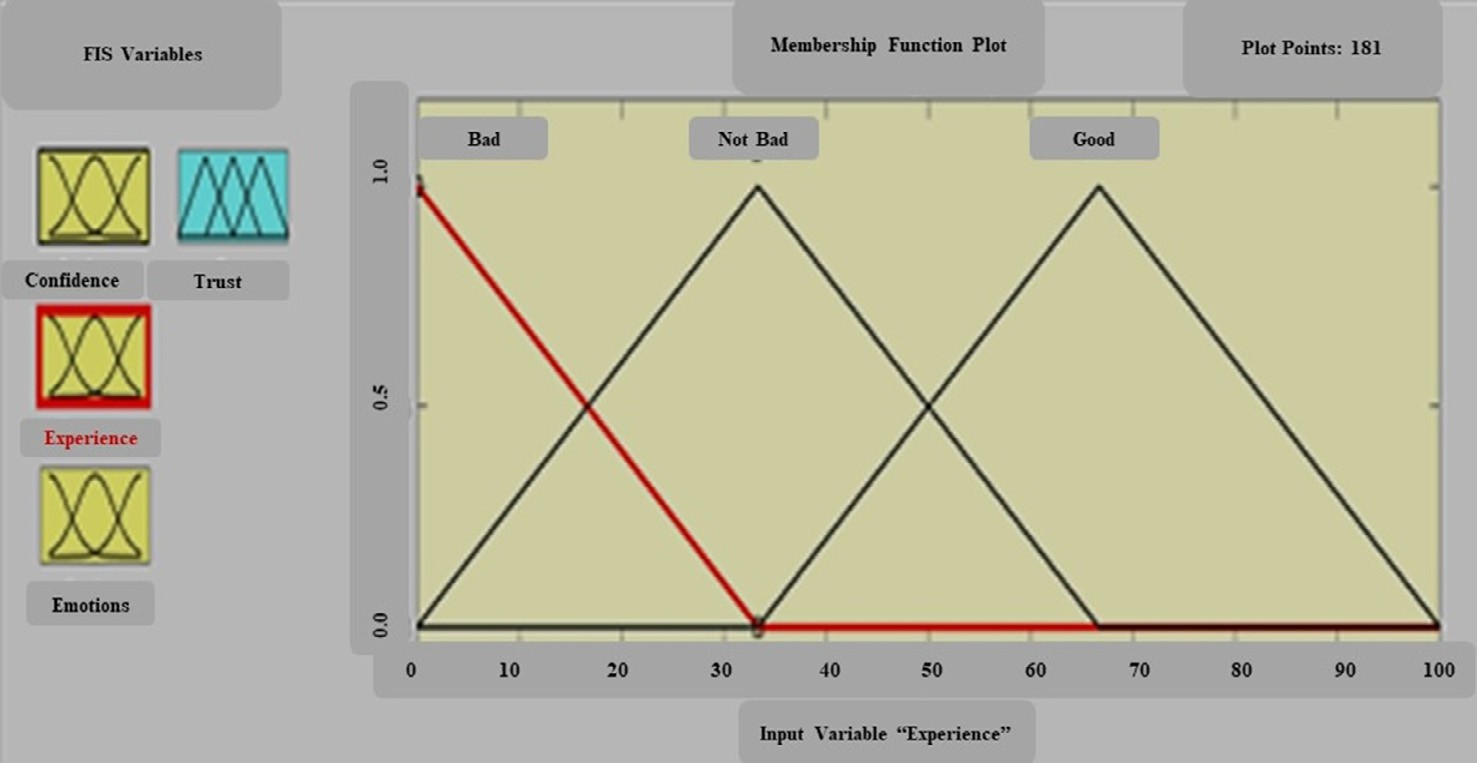 FIS Variables
Membership Function Plot
Plot Points: 181
Bad
Not Bad
Good
1.0
0.5
0.0
Confidence
Trust
Experience
Emotions
0 10 20 30 40 50 60 70 80 90 100
Input Variable “Experience”